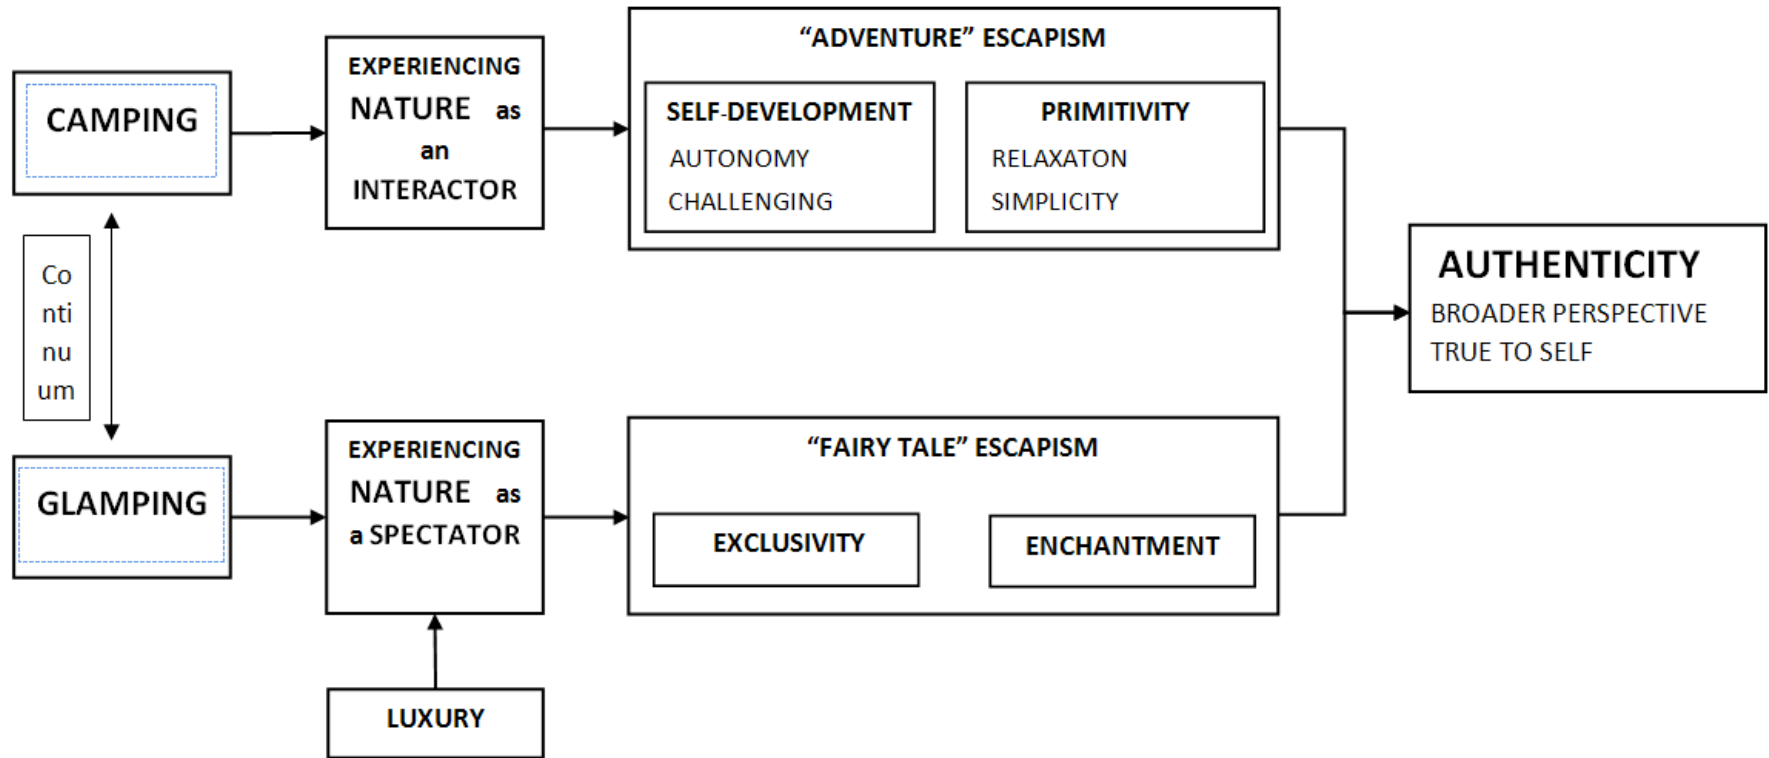 CAMPING
EXPERIENCING
NATURE as
an
INTERACTOR
“ADVENTURE” ESCAPISM
SELF-DEVELOPMENT
AUTONOMY
CHALLENGING
PRIMITIVITY
RELAXATON
SIMPLICITY
Co
nti
nu
um
AUTHENTICITY
BROADER PERSPECTIVE
TRUE TO SELF
GLAMPING
EXPERIENCING
NATURE as
a SPECTATOR
“FAIRY TALE” ESCAPISM
EXCLUSIVITY
ENCHANTMENT
LUXURY